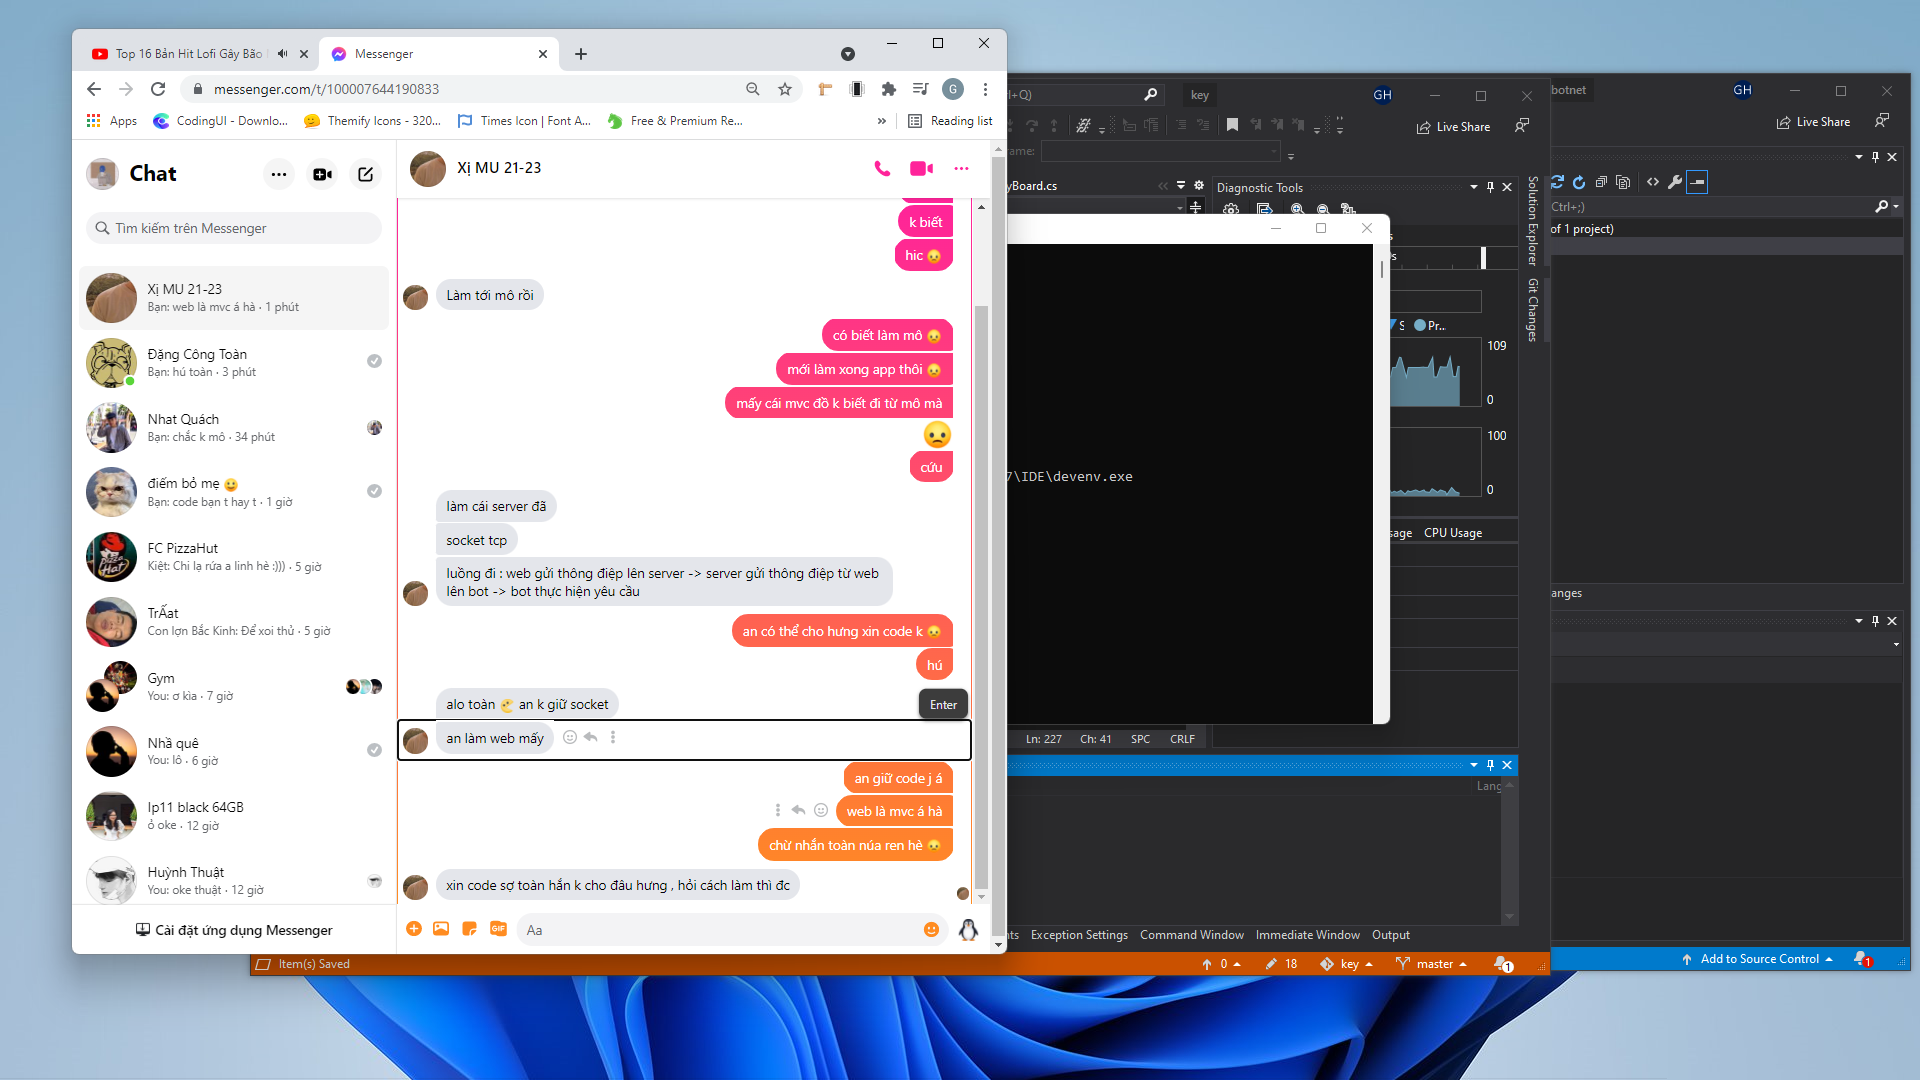 Top 16 Bản Hit Lofi Gây Bão
Messenger
messenger.com/t/100007644190833
G
Apps
CodingUI - Downlo...
Themify Icons - 320...
Times Icon | Font A...
Free & Premium Re...
»
Reading list
Chat
Tìm kiếm trên Messenger
Xị MU 21-23
Bạn: web là mvc á hà · 1 phút
Đặng Công Toàn
Bạn: hú toàn · 3 phút
Nhat Quách
Bạn: chắc k mô · 34 phút
điếm bỏ mẹ 😀
Bạn: code bạn t hay t · 1 giờ
FC PizzaHut
Kiệt: Chi lạ rứa a linh hè :))) · 5 giờ
TrẤat
Con lợn Bắc Kinh: Để xoi thủ · 5 giờ
Gym
You: ơ kìa · 7 giờ
Nhầ quê
You: lô · 6 giờ
Ip11 black 64GB
ỏ oke · 12 giờ
Huỳnh Thuật
You: oke thuật · 12 giờ
Cài đặt ứng dụng Messenger
Xị MU 21-23
k biết
hic 😞
Làm tới mô rồi
có biết làm mô 😞
mới làm xong app thôi 😞
mấy cái mvc đồ k biết đi từ mô mà
😞
cứu
làm cái server đã
socket tcp
luồng đi : web gửi thông điệp lên server -> server gửi thông điệp từ web
lên bot -> bot thực hiện yêu cầu
an có thể cho hưng xin code k 😞
hú
alo toàn an k giữ socket
Enter
an làm web mấy
an giữ code j á
web là mvc á hà
chừ nhắn toàn núa ren hè 😞
xin code sợ toàn hắn k cho đâu hưng , hỏi cách làm thì đc
GIF
Aa
+Q)
key
GH
Live Share
ame:
yBoard.cs
Diagnostic Tools
Solution Explorer
Git Changes
S
Pr...
109
0
100
0
7\IDE\devenv.exe
sage
CPU Usage
Ln: 227
Ch: 41
SPC
CRLF
Lang
Exception Settings
Command Window
Immediate Window
Output
Item(s) Saved
0
18
key
master
1
botnet
GH
Live Share
Ctrl+;)
of 1 project)
anges
Add to Source Control
1